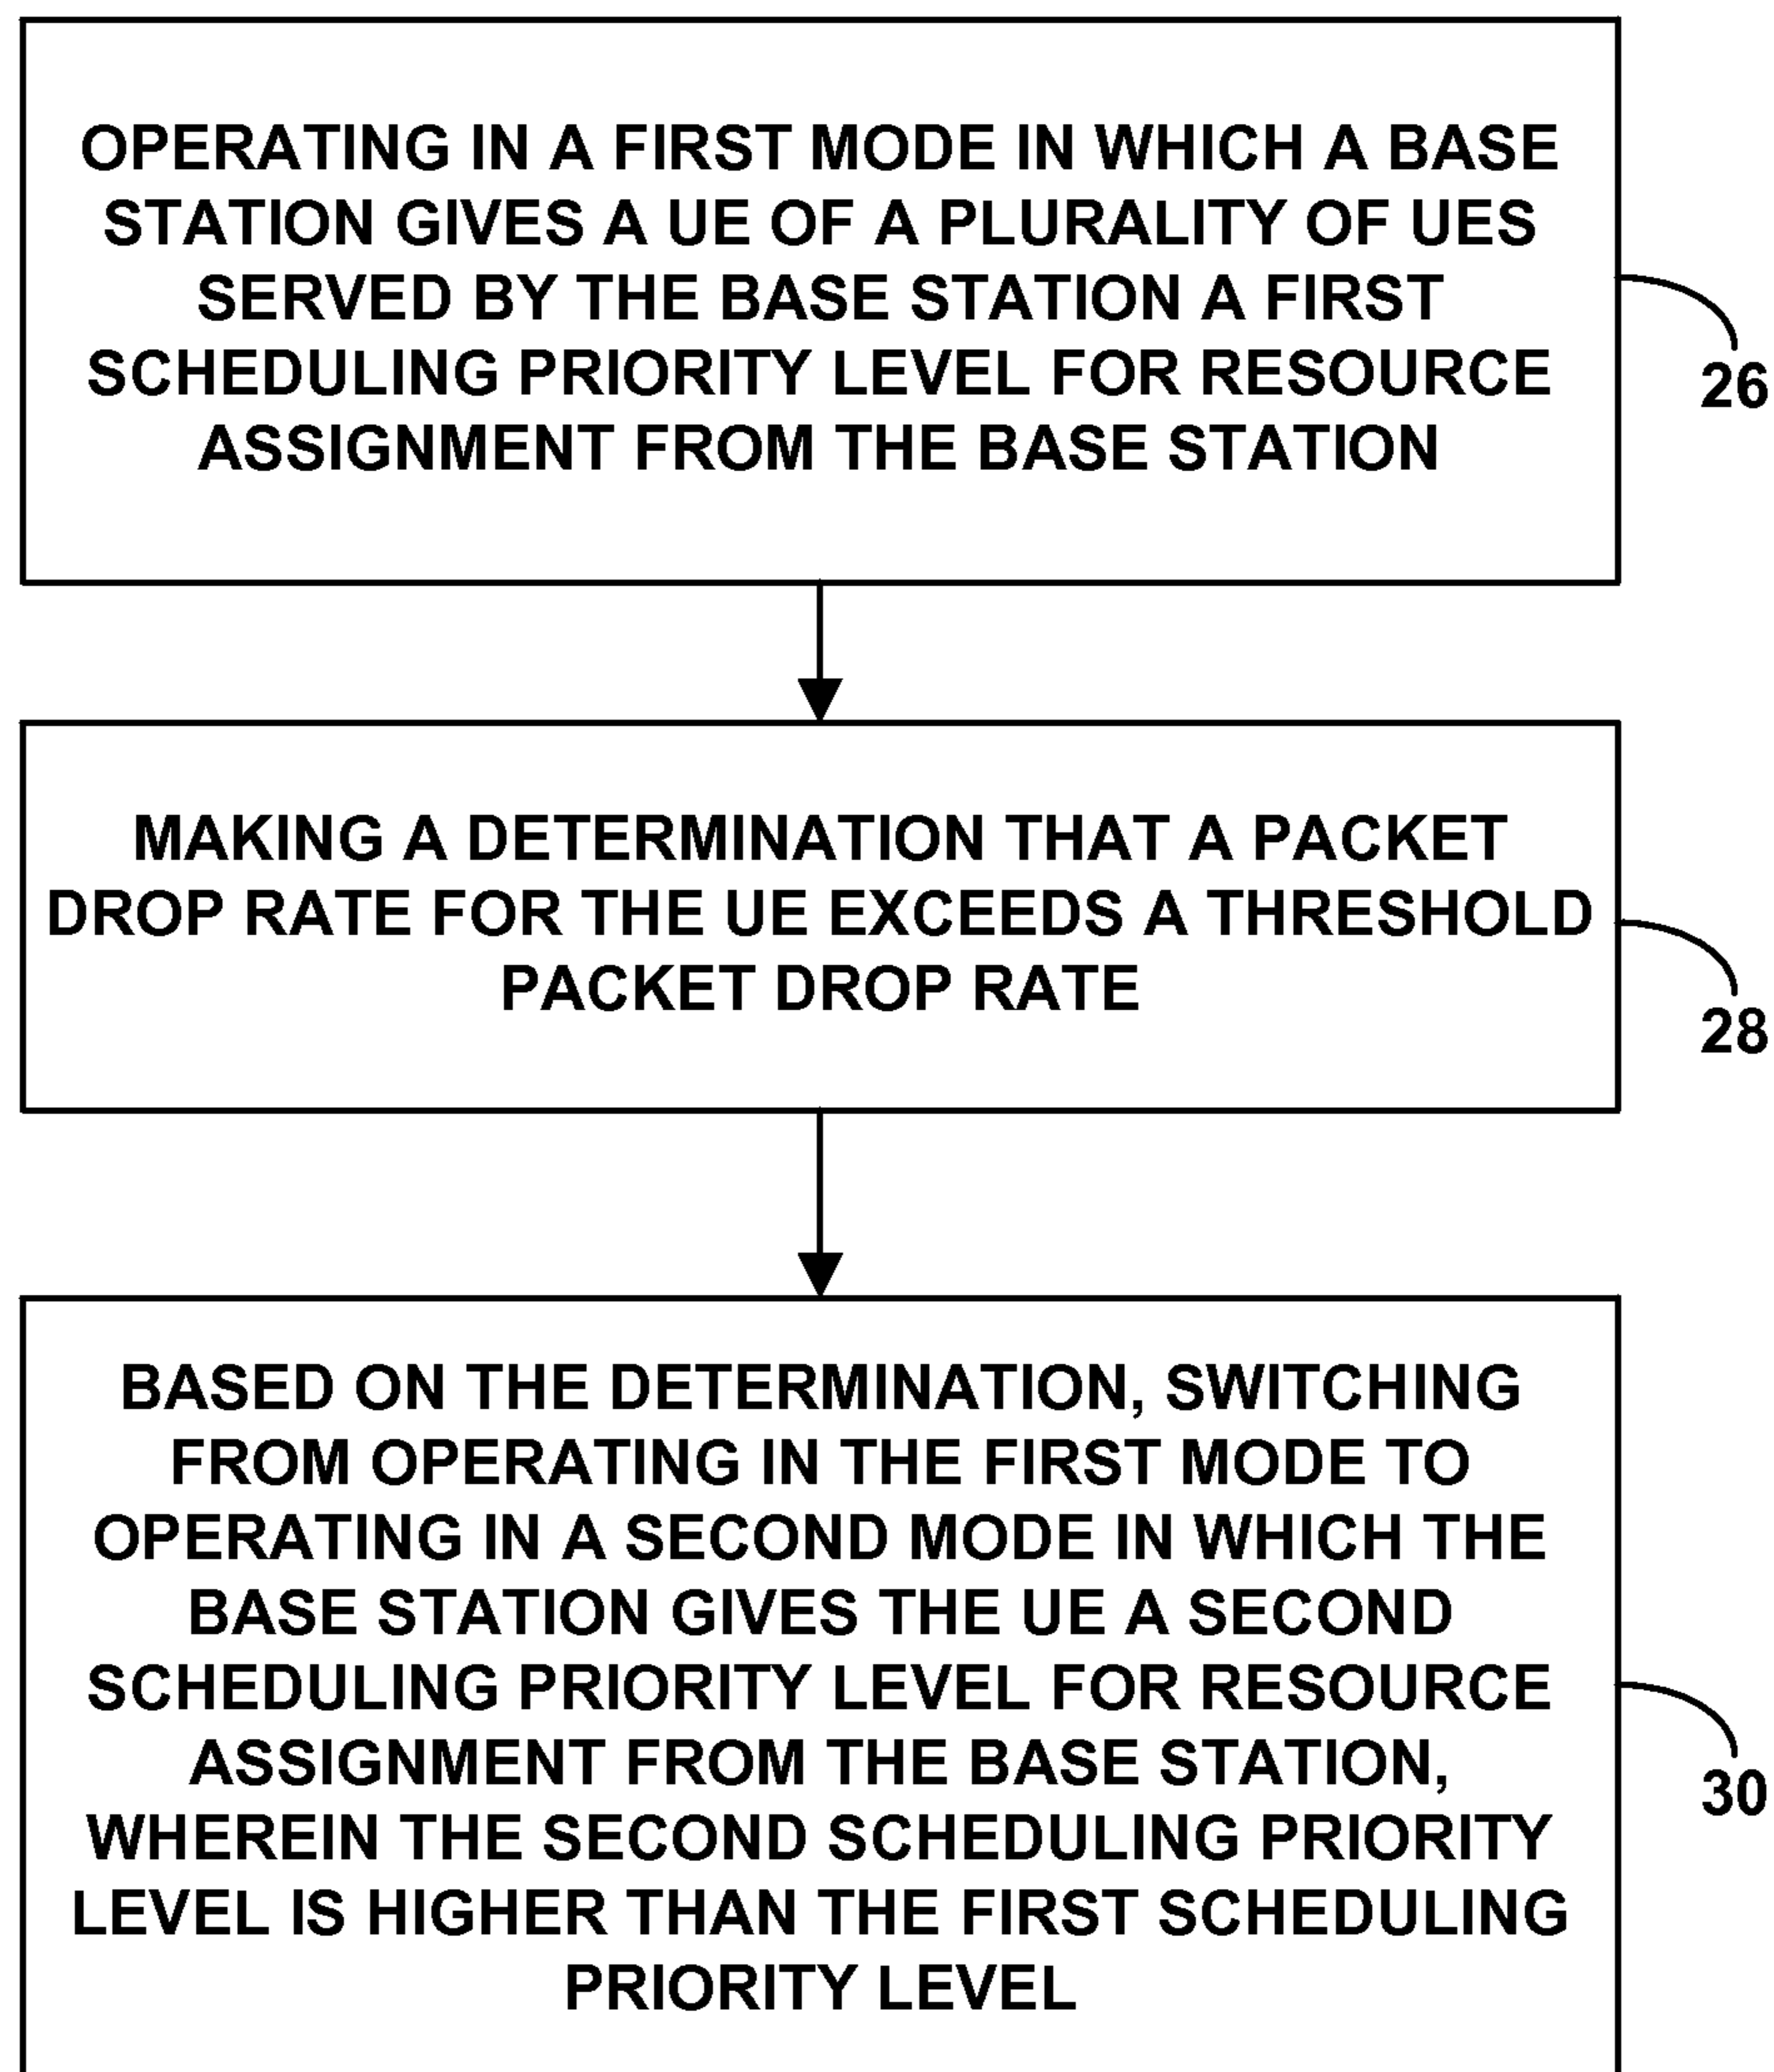 OPERATING IN A FIRST MODE IN WHICH A BASE
STATION GIVES A UE OF A PLURALITY OF UES
SERVED BY THE BASE STATION A FIRST
SCHEDULING PRIORITY LEVEL FOR RESOURCE
ASSIGNMENT FROM THE BASE STATION
26
MAKING A DETERMINATION THAT A PACKET
DROP RATE FOR THE UE EXCEEDS A THRESHOLD
PACKET DROP RATE
28
BASED ON THE DETERMINATION, SWITCHING
FROM OPERATING IN THE FIRST MODE TO
OPERATING IN A SECOND MODE IN WHICH THE
BASE STATION GIVES THE UE A SECOND
SCHEDULING PRIORITY LEVEL FOR RESOURCE
ASSIGNMENT FROM THE BASE STATION,
WHEREIN THE SECOND SCHEDULING PRIORITY
LEVEL IS HIGHER THAN THE FIRST SCHEDULING
PRIORITY LEVEL
30